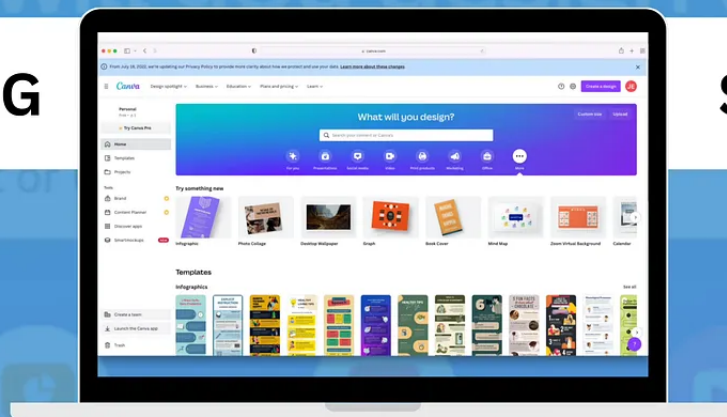 G
S
canva.com
From July 28, 2022, we're updating our Privacy Policy to provide more clarity about how we protect and use your data. Learn more about these changes
Canva
Design spotlight
Business
Education
Plans and pricing
Learn
Create a design
Personal
Try Canva Pro
Home
Templates
Projects
Tools
Brand
Content Planner
Discover apps
Smartmockups
Create a team
Launch the Canva app
Trash
What will you design?
Custom size
Upload
Search your content or Canva's
For you
Presentations
Social media
Video
Print products
Marketing
Office
More
Try something new
Infographic
Photo Collage
Desktop Wallpaper
Graph
Book Cover
Mind Map
Zoom Virtual Background
Calendar
Templates
Infographics
See all
?